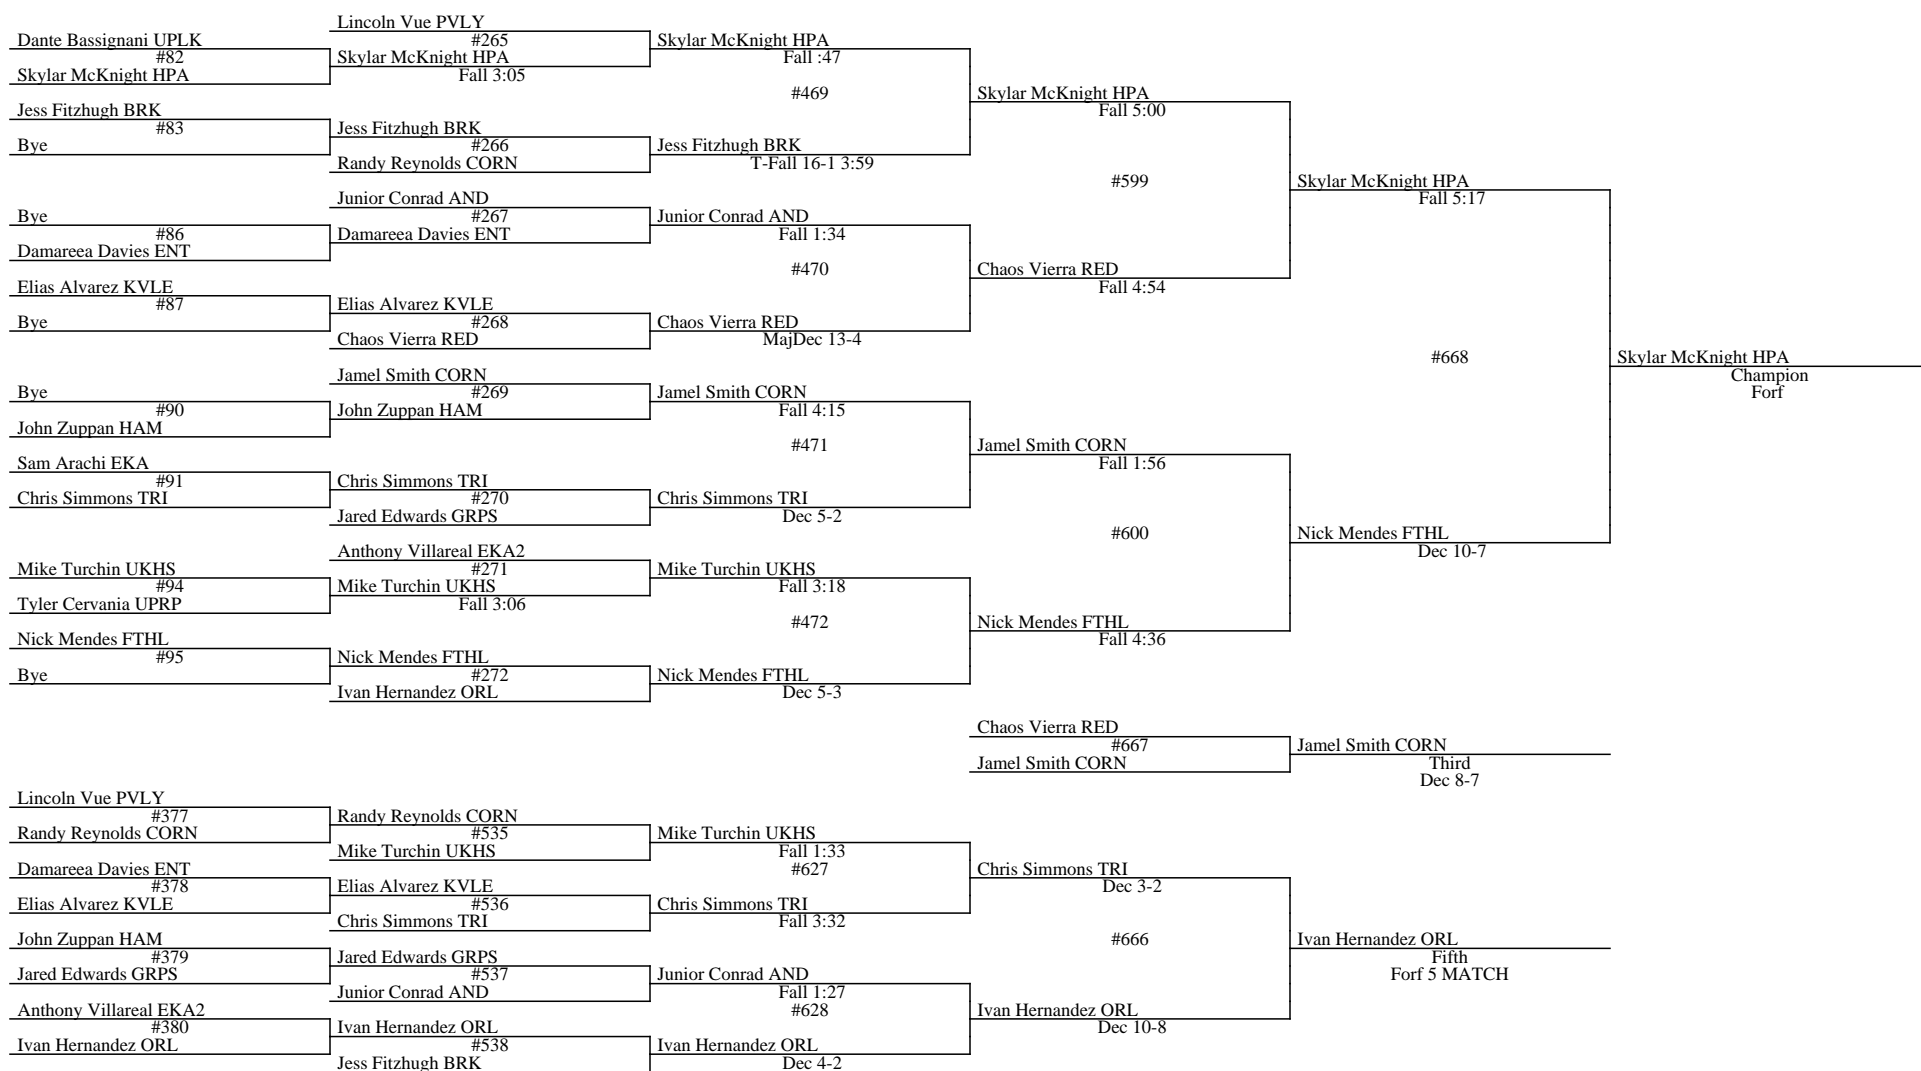 Lincoln Vue PVLY
Dante Bassignani UPLK
#265
Skylar McKnight HPA
#82
Skylar McKnight HPA
Fall :47
Skylar McKnight HPA
Fall 3:05
#469
Skylar McKnight HPA
Jess Fitzhugh BRK
Fall 5:00
#83
Jess Fitzhugh BRK
Bye
#266
Jess Fitzhugh BRK
Randy Reynolds CORN
T-Fall 16-1 3:59
#599
Skylar McKnight HPA
Junior Conrad AND
Fall 5:17
Bye
#267
Junior Conrad AND
#86
Damareea Davies ENT
Fall 1:34
Damareea Davies ENT
#470
Chaos Vierra RED
Elias Alvarez KVLE
Fall 4:54
#87
Elias Alvarez KVLE
Bye
#268
Chaos Vierra RED
Chaos Vierra RED
MajDec 13-4
#668
Skylar McKnight HPA
Jamel Smith CORN
Champion
Bye
#269
Jamel Smith CORN
Forf
#90
John Zuppan HAM
Fall 4:15
John Zuppan HAM
#471
Jamel Smith CORN
Sam Arachi EKA
Fall 1:56
#91
Chris Simmons TRI
Chris Simmons TRI
#270
Chris Simmons TRI
Jared Edwards GRPS
Dec 5-2
#600
Nick Mendes FTHL
Anthony Villareal EKA2
Dec 10-7
Mike Turchin UKHS
#271
Mike Turchin UKHS
#94
Mike Turchin UKHS
Fall 3:18
Tyler Cervania UPRP
Fall 3:06
#472
Nick Mendes FTHL
Nick Mendes FTHL
Fall 4:36
#95
Nick Mendes FTHL
Bye
#272
Nick Mendes FTHL
Ivan Hernandez ORL
Dec 5-3
Chaos Vierra RED
#667
Jamel Smith CORN
Jamel Smith CORN
Third
Dec 8-7
Lincoln Vue PVLY
#377
Randy Reynolds CORN
Randy Reynolds CORN
#535
Mike Turchin UKHS
Mike Turchin UKHS
Fall 1:33
Damareea Davies ENT
#627
Chris Simmons TRI
#378
Elias Alvarez KVLE
Dec 3-2
Elias Alvarez KVLE
#536
Chris Simmons TRI
Chris Simmons TRI
Fall 3:32
John Zuppan HAM
#666
Ivan Hernandez ORL
#379
Jared Edwards GRPS
Fifth
Jared Edwards GRPS
#537
Junior Conrad AND
Forf 5 MATCH
Junior Conrad AND
Fall 1:27
Anthony Villareal EKA2
#628
Ivan Hernandez ORL
#380
Ivan Hernandez ORL
Dec 10-8
Ivan Hernandez ORL
#538
Ivan Hernandez ORL
Jess Fitzhugh BRK
Dec 4-2